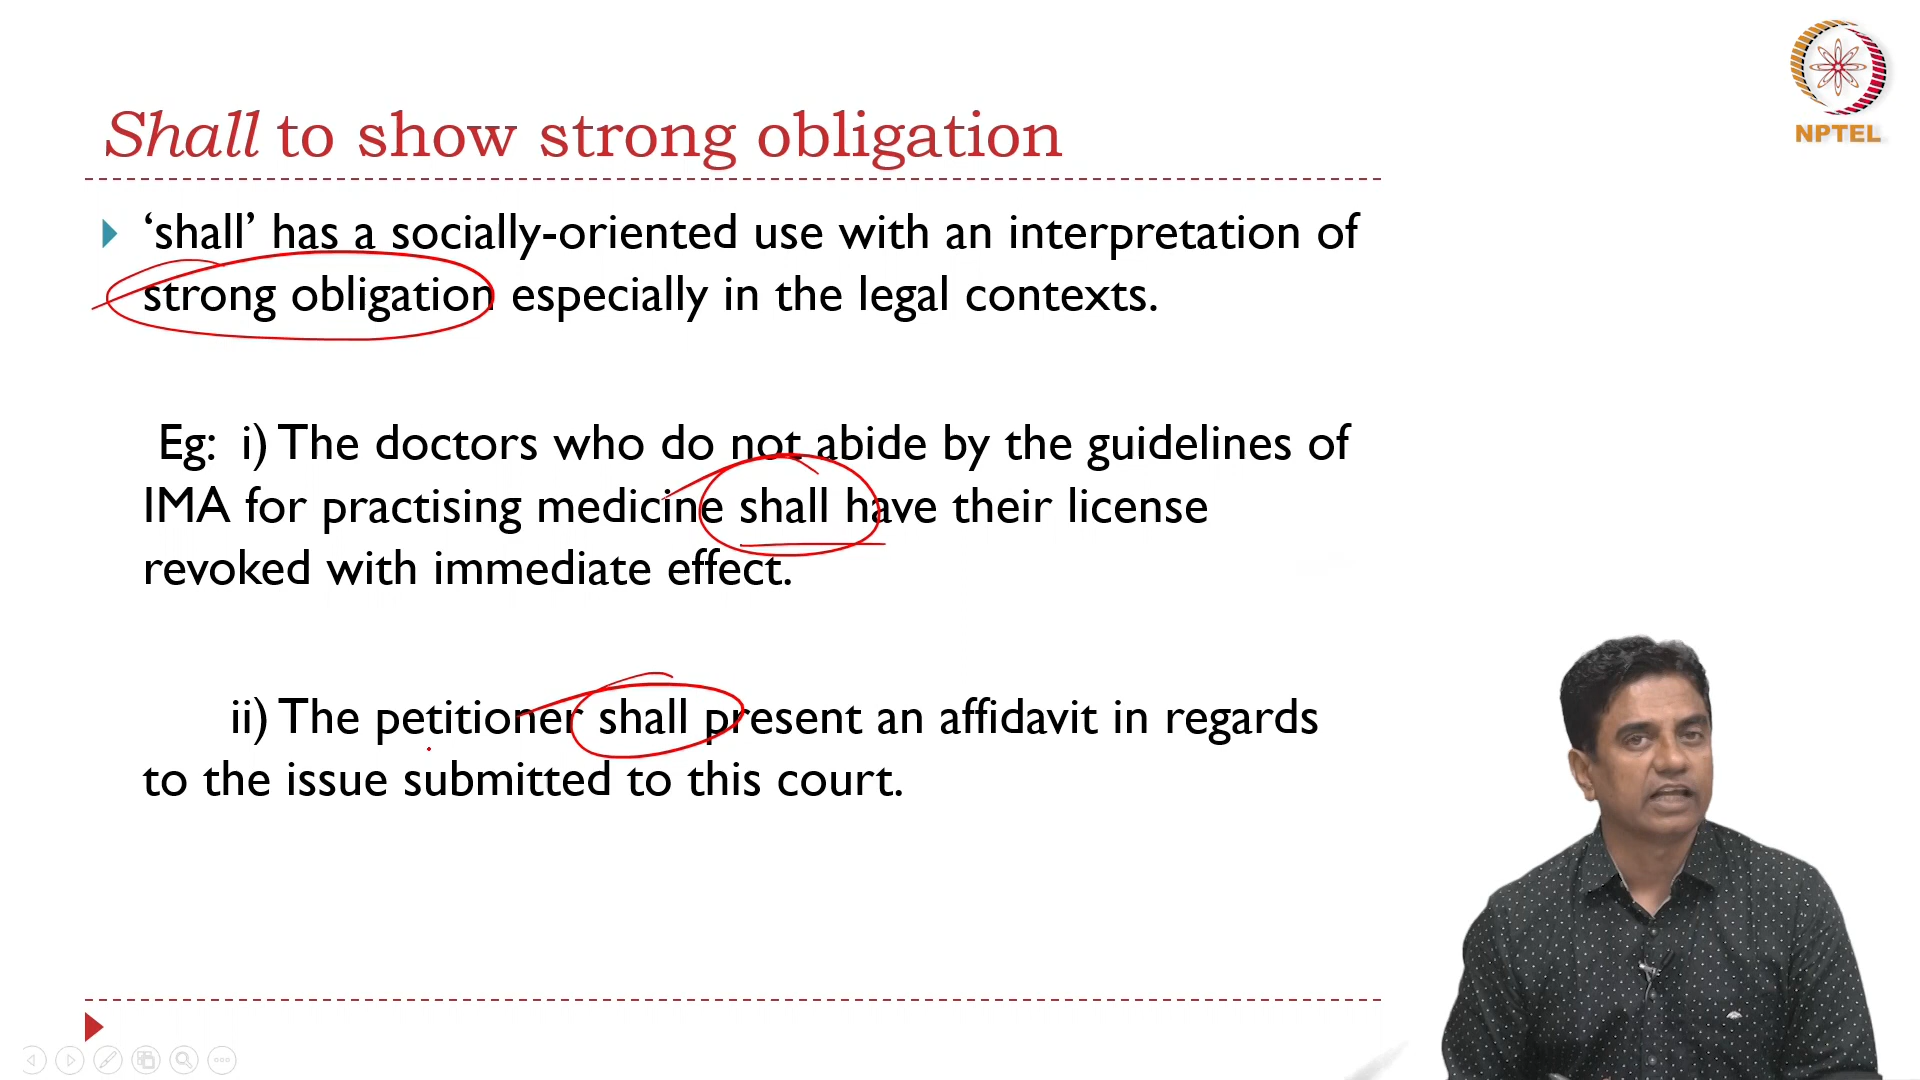 NPTEL
Shall to show strong obligation
‘shall’ has a socially-oriented use with an interpretation of
strong obligation especially in the legal contexts.
Eg: i) The doctors who do not abide by the guidelines of
IMA for practising medicine shall have their license
revoked with immediate effect.
ii) The petitioner shall present an affidavit in regards
to the issue submitted to this court.